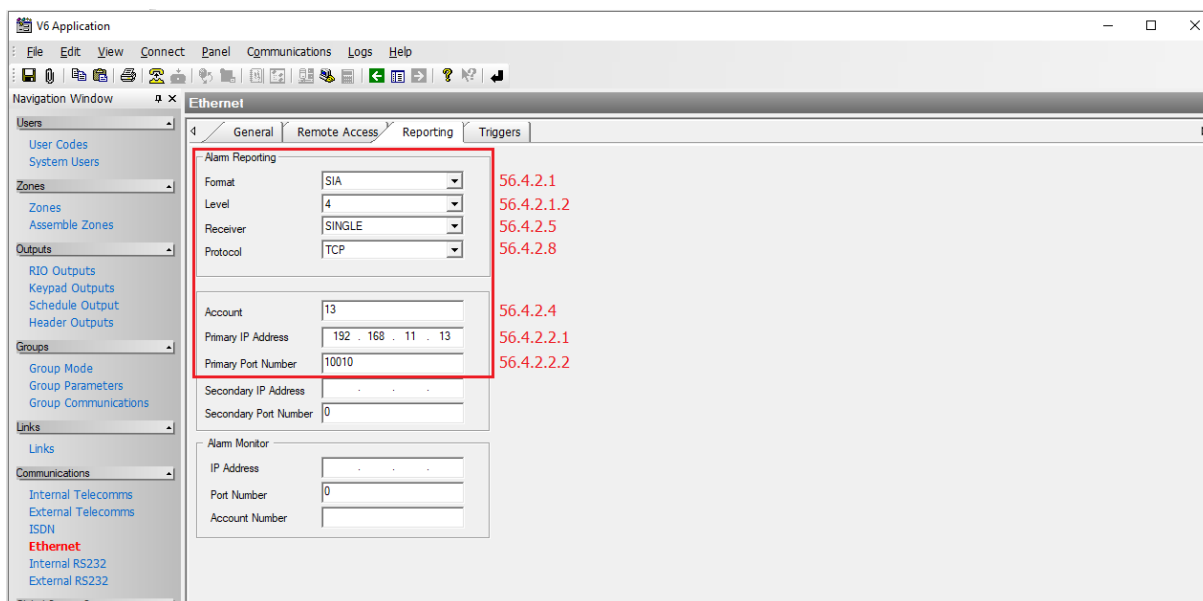 V6 Application
File Edit View Connect Panel Communications Logs Help
Navigation Window
Ethernet
Users
User Codes
System Users
Zones
Zones
Assemble Zones
Outputs
RIO Outputs
Keypad Outputs
Schedule Output
Header Outputs
Groups
Group Mode
Group Parameters
Group Communications
Links
Links
Communications
Internal Telecomms
External Telecomms
ISDN
Ethernet
Internal RS232
External RS232
General Remote Access Reporting Triggers
Alarm Reporting
Format SIA 56.4.2.1
Level 4 56.4.2.1.2
Receiver SINGLE 56.4.2.5
Protocol TCP 56.4.2.8
Account 13 56.4.2.4
Primary IP Address 192 . 168 . 11 . 13 56.4.2.2.1
Primary Port Number 10010 56.4.2.2.2
Secondary IP Address . . .
Secondary Port Number 0
Alarm Monitor
IP Address . . .
Port Number 0
Account Number